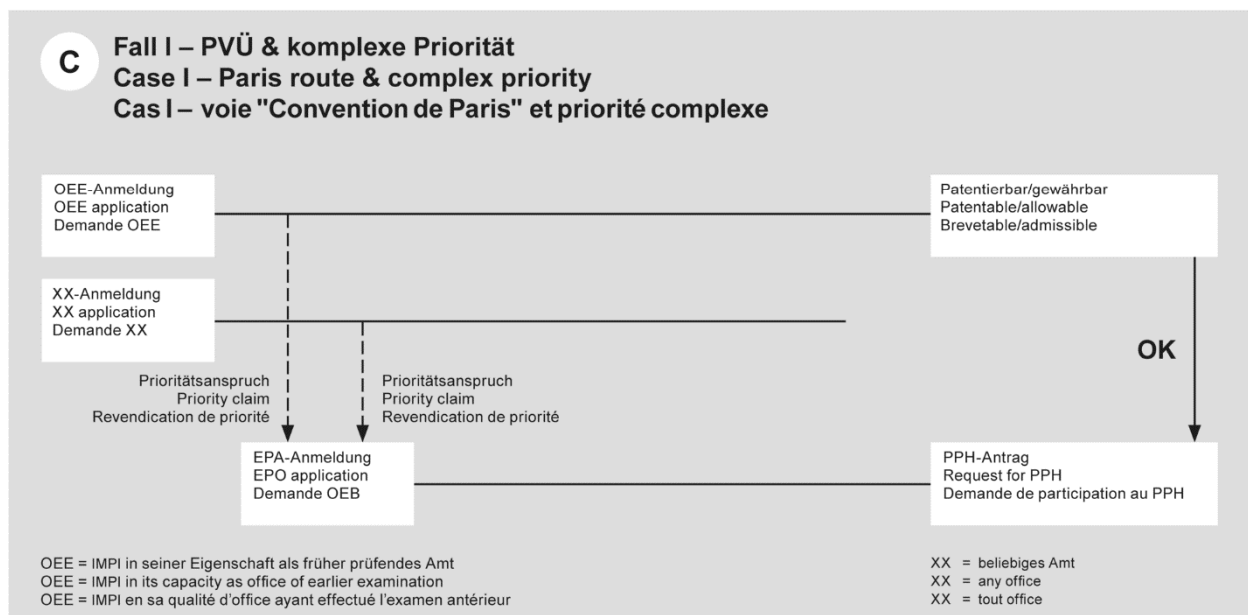 C
Fall I – PVÜ & komplexe Priorität
Case I – Paris route & complex priority
Cas I – voie "Convention de Paris" et priorité complexe
OEE-Anmeldung
OEE application
Demande OEE
Patentierbar/gewährbar
Patentable/allowable
Brevetable/admissible
XX-Anmeldung
XX application
Demande XX
OK
Prioritätsanspruch
Priority claim
Revendication de priorité
Prioritätsanspruch
Priority claim
Revendication de priorité
EPA-Anmeldung
EPO application
Demande OEB
PPH-Antrag
Request for PPH
Demande de participation au PPH
OEE = IMPI in seiner Eigenschaft als früher prüfendes Amt
OEE = IMPI in its capacity as office of earlier examination
OEE = IMPI en sa qualité d'office ayant effectué l'examen antérieur
XX = beliebiges Amt
XX = any office
XX = tout office